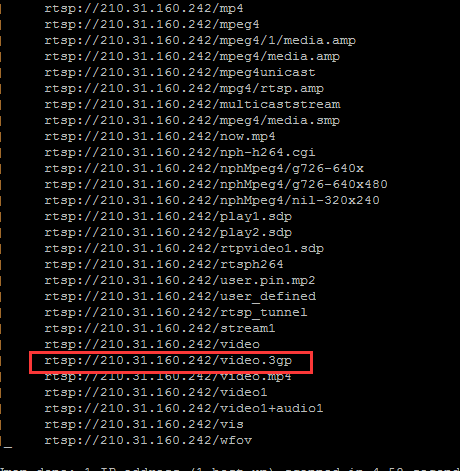 | rtsp://210.31.160.242/mp4
| rtsp://210.31.160.242/mpeg4
| rtsp://210.31.160.242/mpeg4/1/media.amp
| rtsp://210.31.160.242/mpeg4/media.amp
| rtsp://210.31.160.242/mpeg4unicast
| rtsp://210.31.160.242/mpg4/rtsp.amp
| rtsp://210.31.160.242/multicaststream
| rtsp://210.31.160.242/mpeg4/media.smp
| rtsp://210.31.160.242/now.mp4
| rtsp://210.31.160.242/nph-h264.cgi
| rtsp://210.31.160.242/nphMpeg4/g726-640x
| rtsp://210.31.160.242/nphMpeg4/g726-640x480
| rtsp://210.31.160.242/nphMpeg4/nil-320x240
| rtsp://210.31.160.242/play1.sdp
| rtsp://210.31.160.242/play2.sdp
| rtsp://210.31.160.242/rtpvideo1.sdp
| rtsp://210.31.160.242/rtsph264
| rtsp://210.31.160.242/user.pin.mp2
| rtsp://210.31.160.242/user_defined
| rtsp://210.31.160.242/rtsp_tunnel
| rtsp://210.31.160.242/stream1
| rtsp://210.31.160.242/video
| rtsp://210.31.160.242/video.3gp
| rtsp://210.31.160.242/video.mp4
| rtsp://210.31.160.242/video1
| rtsp://210.31.160.242/video1+audio1
| rtsp://210.31.160.242/vis
|_ rtsp://210.31.160.242/wfov